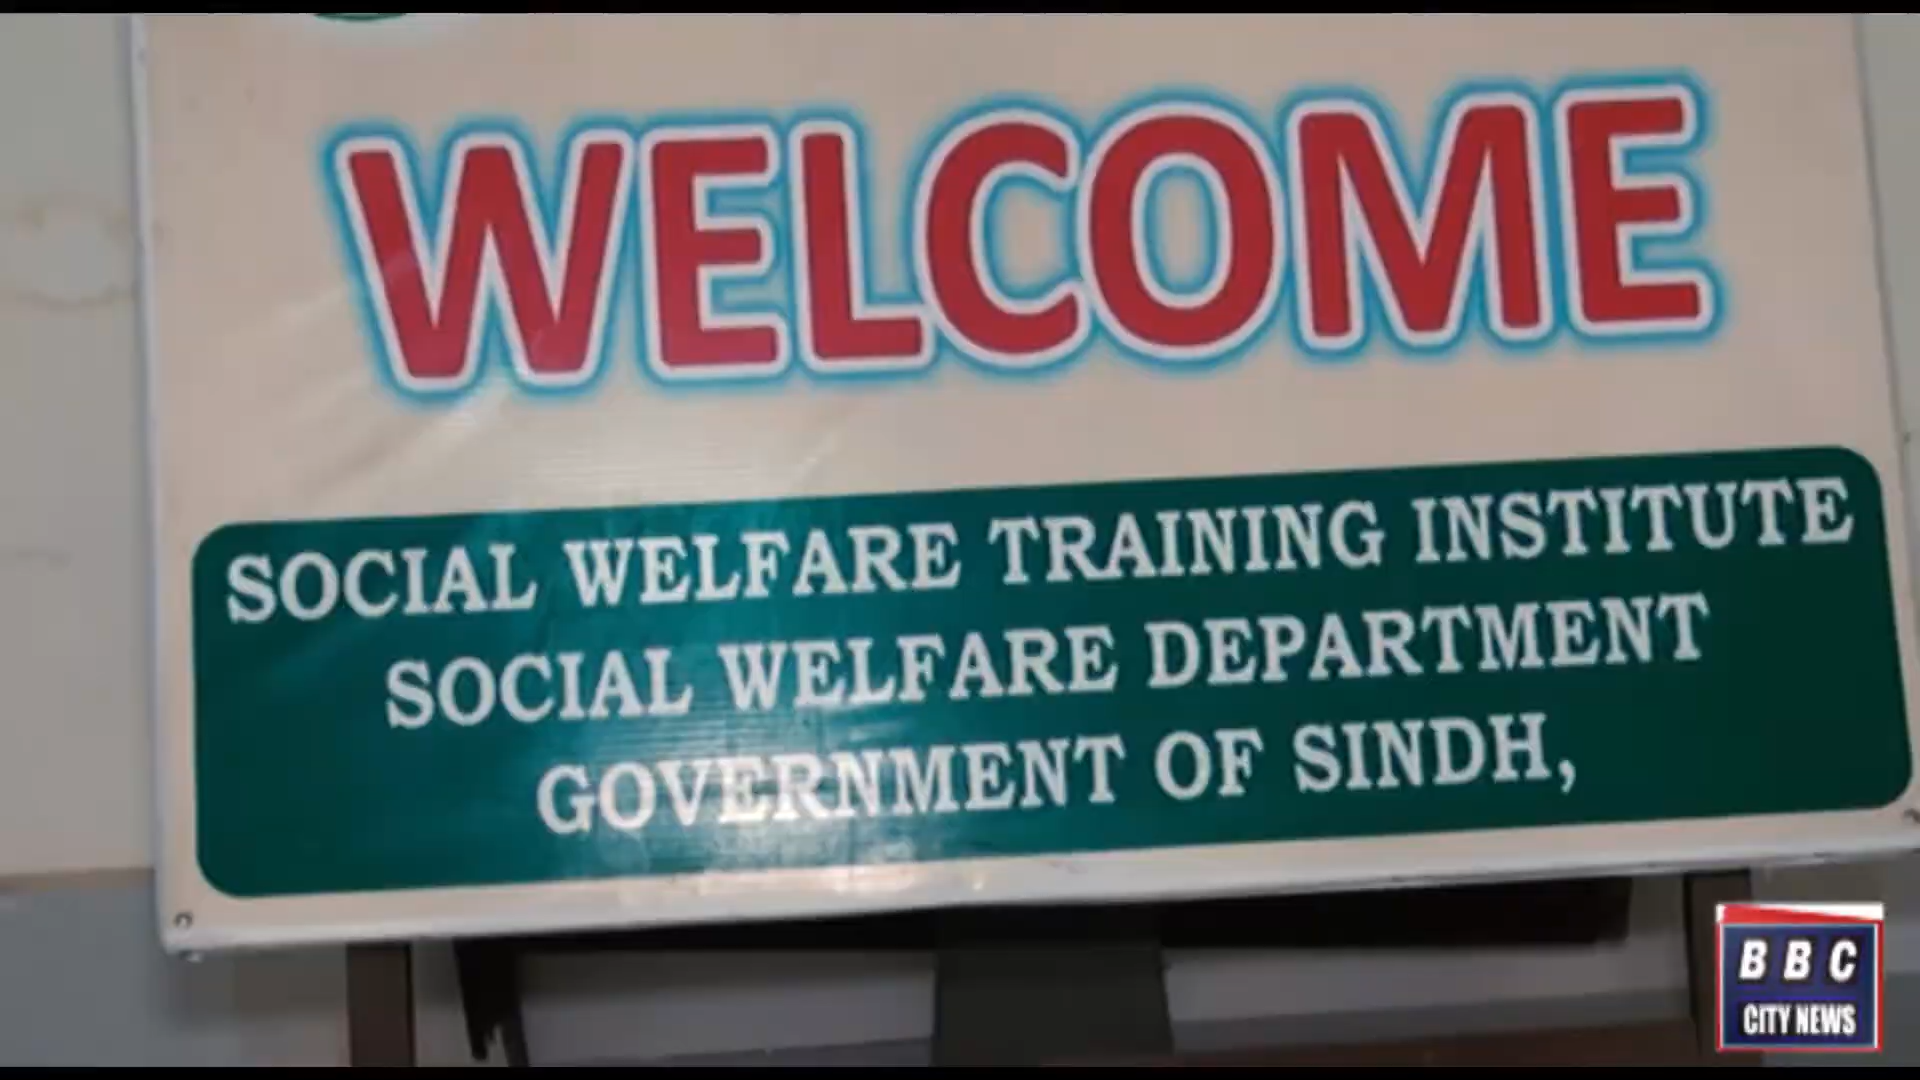 WELCOME
SOCIAL WELFARE TRAINING INSTITUTE
SOCIAL WELFARE DEPARTMENT
GOVERNMENT OF SINDH,
BBC
CITY NEWS